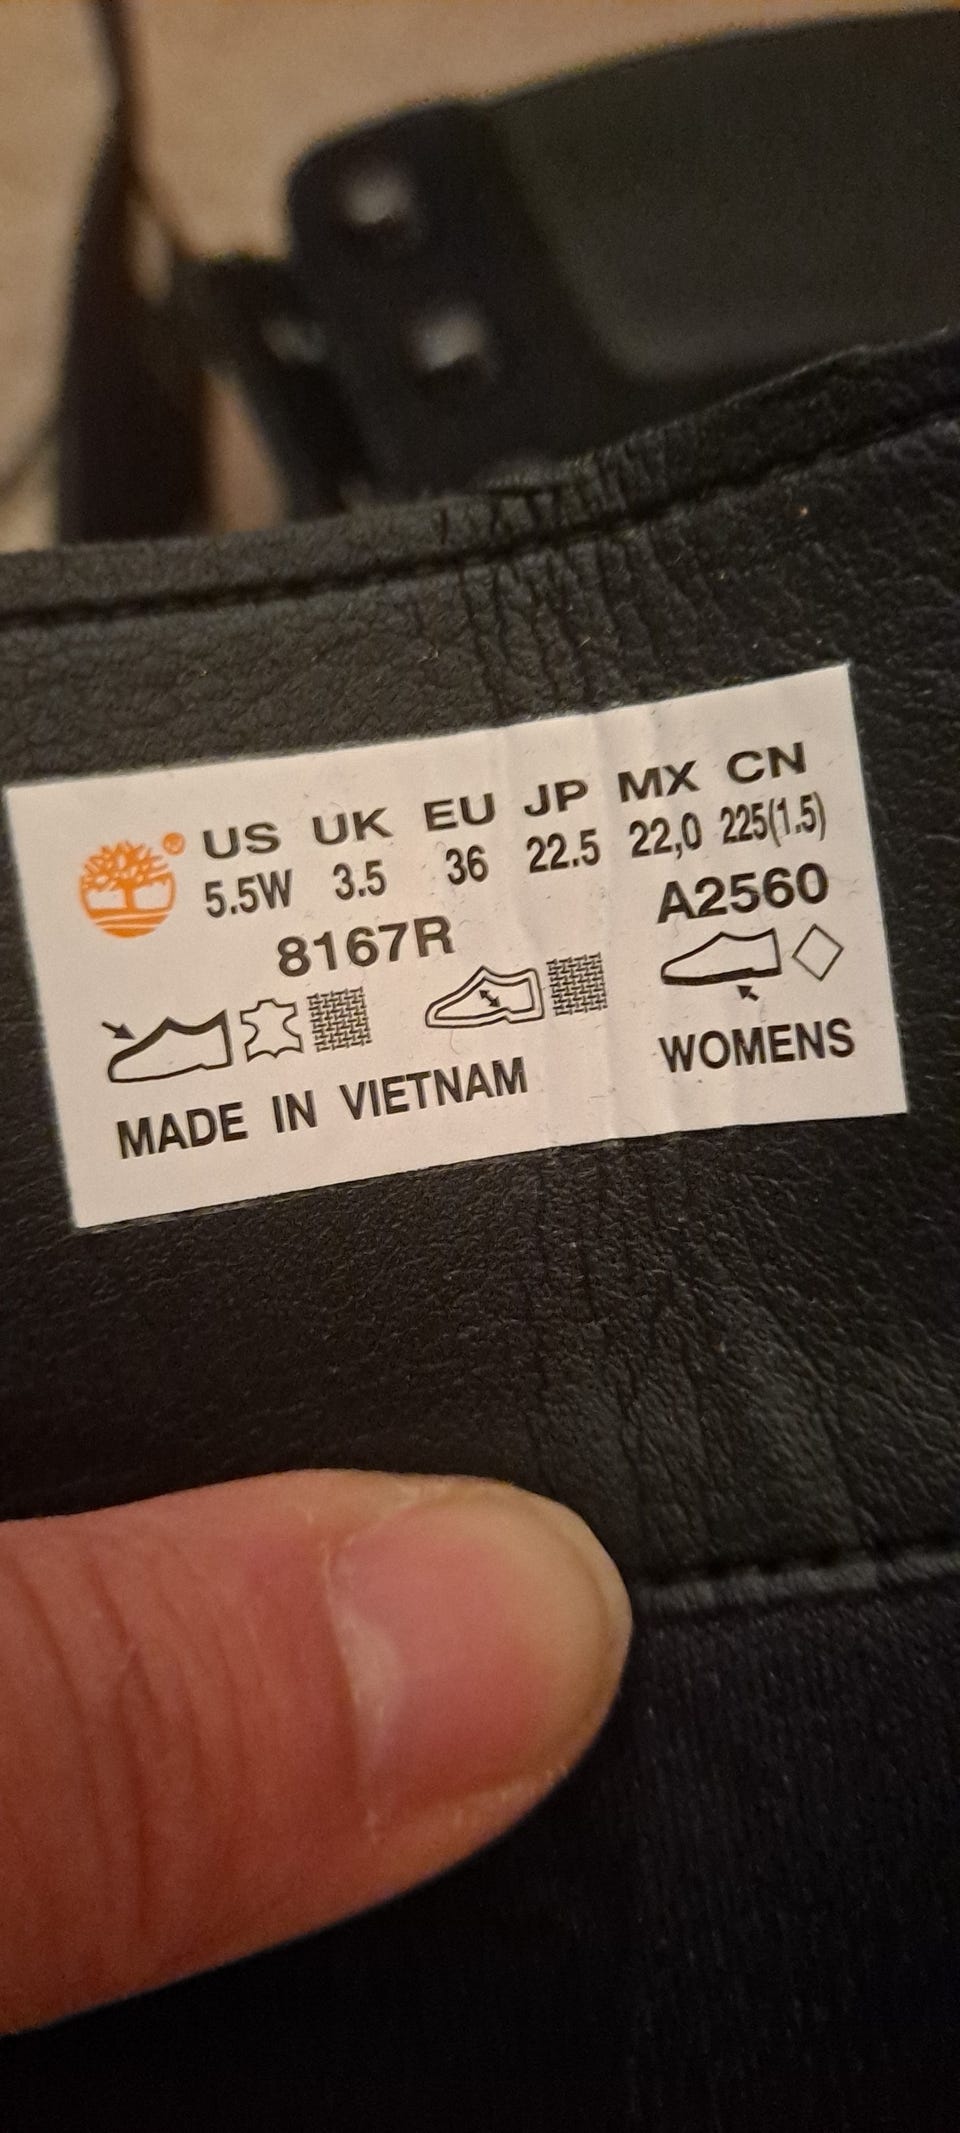 ® US UK EU JP MX CN
5.5W 3.5 36 22.5 22,0 225(1.5)
8167R A2560
MADE IN VIETNAM WOMENS